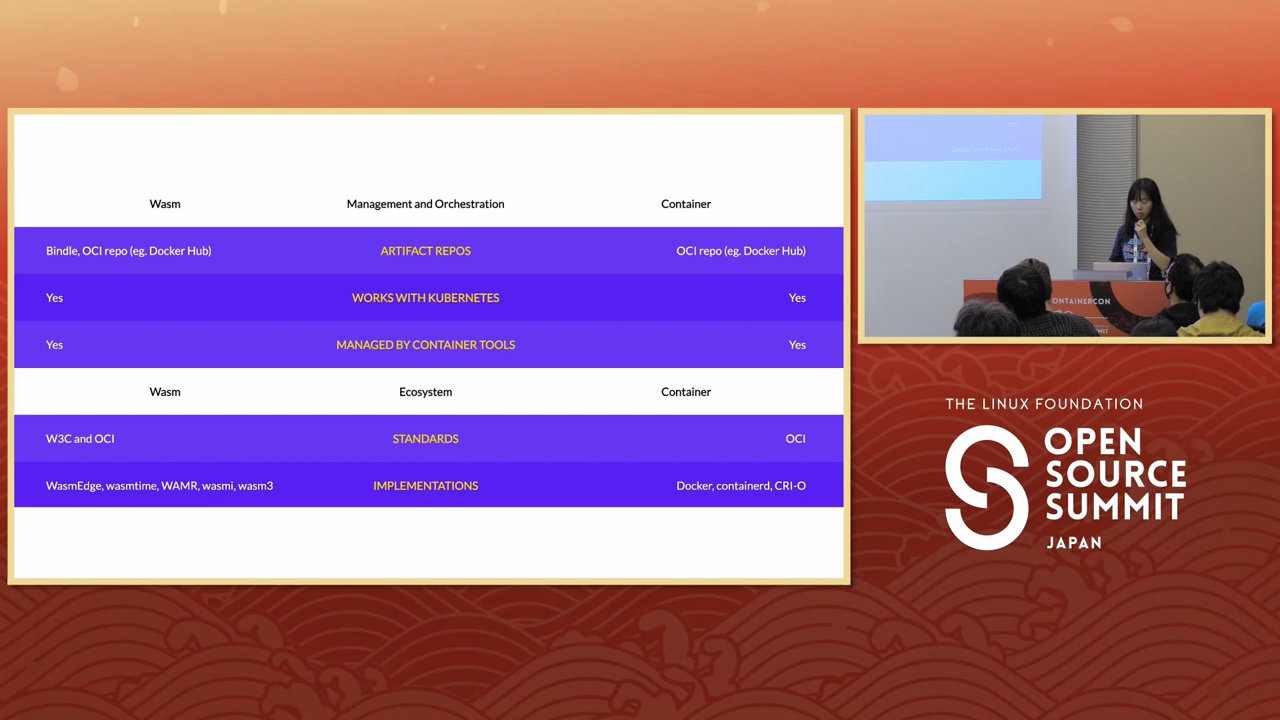 Wasm Management and Orchestration Container
Bindle, OCI repo (eg. Docker Hub) ARTIFACT REPOS OCI repo (eg. Docker Hub)
Yes WORKS WITH KUBERNETES Yes
Yes MANAGED BY CONTAINER TOOLS Yes
Wasm Ecosystem Container
W3C and OCI STANDARDS OCI
WasmEdge, wasmtime, WAMR, wasmi, wasm3 IMPLEMENTATIONS Docker, containerd, CRI-O
ONTAINERCON
THE LINUX FOUNDATION
OPEN
SOURCE
SUMMIT
JAPAN